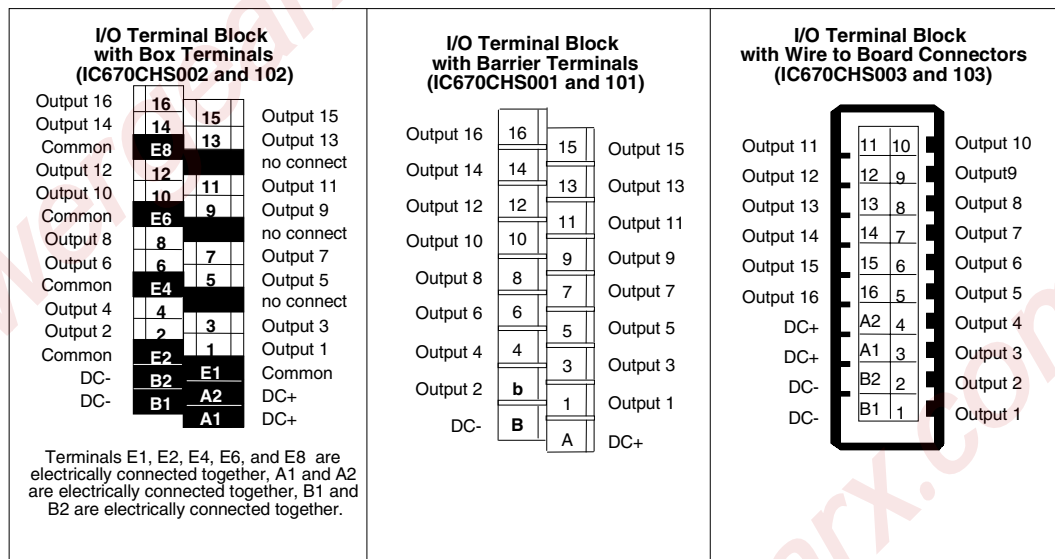 I/O Terminal Block
with Box Terminals
(IC670CHS002 and 102)
Output 16 16
15 Output 15
Output 14 14
13 Output 13
Common E8
no connect
Output 12 12
11 Output 11
Output 10 10
9 Output 9
Common E6
no connect
Output 8 8
7 Output 7
Output 6 6
5 Output 5
Common E4
no connect
Output 4 4
3 Output 3
Output 2 2
1 Output 1
Common E2
E1 Common
DC- B2
A2 DC+
DC- B1
A1 DC+
Terminals E1, E2, E4, E6, and E8 are
electrically connected together, A1 and A2
are electrically connected together, B1 and
B2 are electrically connected together.
I/O Terminal Block
with Barrier Terminals
(IC670CHS001 and 101)
Output 16 16
15 Output 15
Output 14 14
13 Output 13
Output 12 12
11 Output 11
Output 10 10
9 Output 9
Output 8 8
7 Output 7
Output 6 6
5 Output 5
Output 4 4
3 Output 3
Output 2 b
1 Output 1
DC- B
A DC+
I/O Terminal Block
with Wire to Board Connectors
(IC670CHS003 and 103)
Output 11 11 10 Output 10
Output 12 12 9 Output9
Output 13 13 8 Output 8
Output 14 14 7 Output 7
Output 15 15 6 Output 6
Output 16 16 5 Output 5
DC+ A2 4 Output 4
DC+ A1 3 Output 3
DC- B2 2 Output 2
DC- B1 1 Output 1